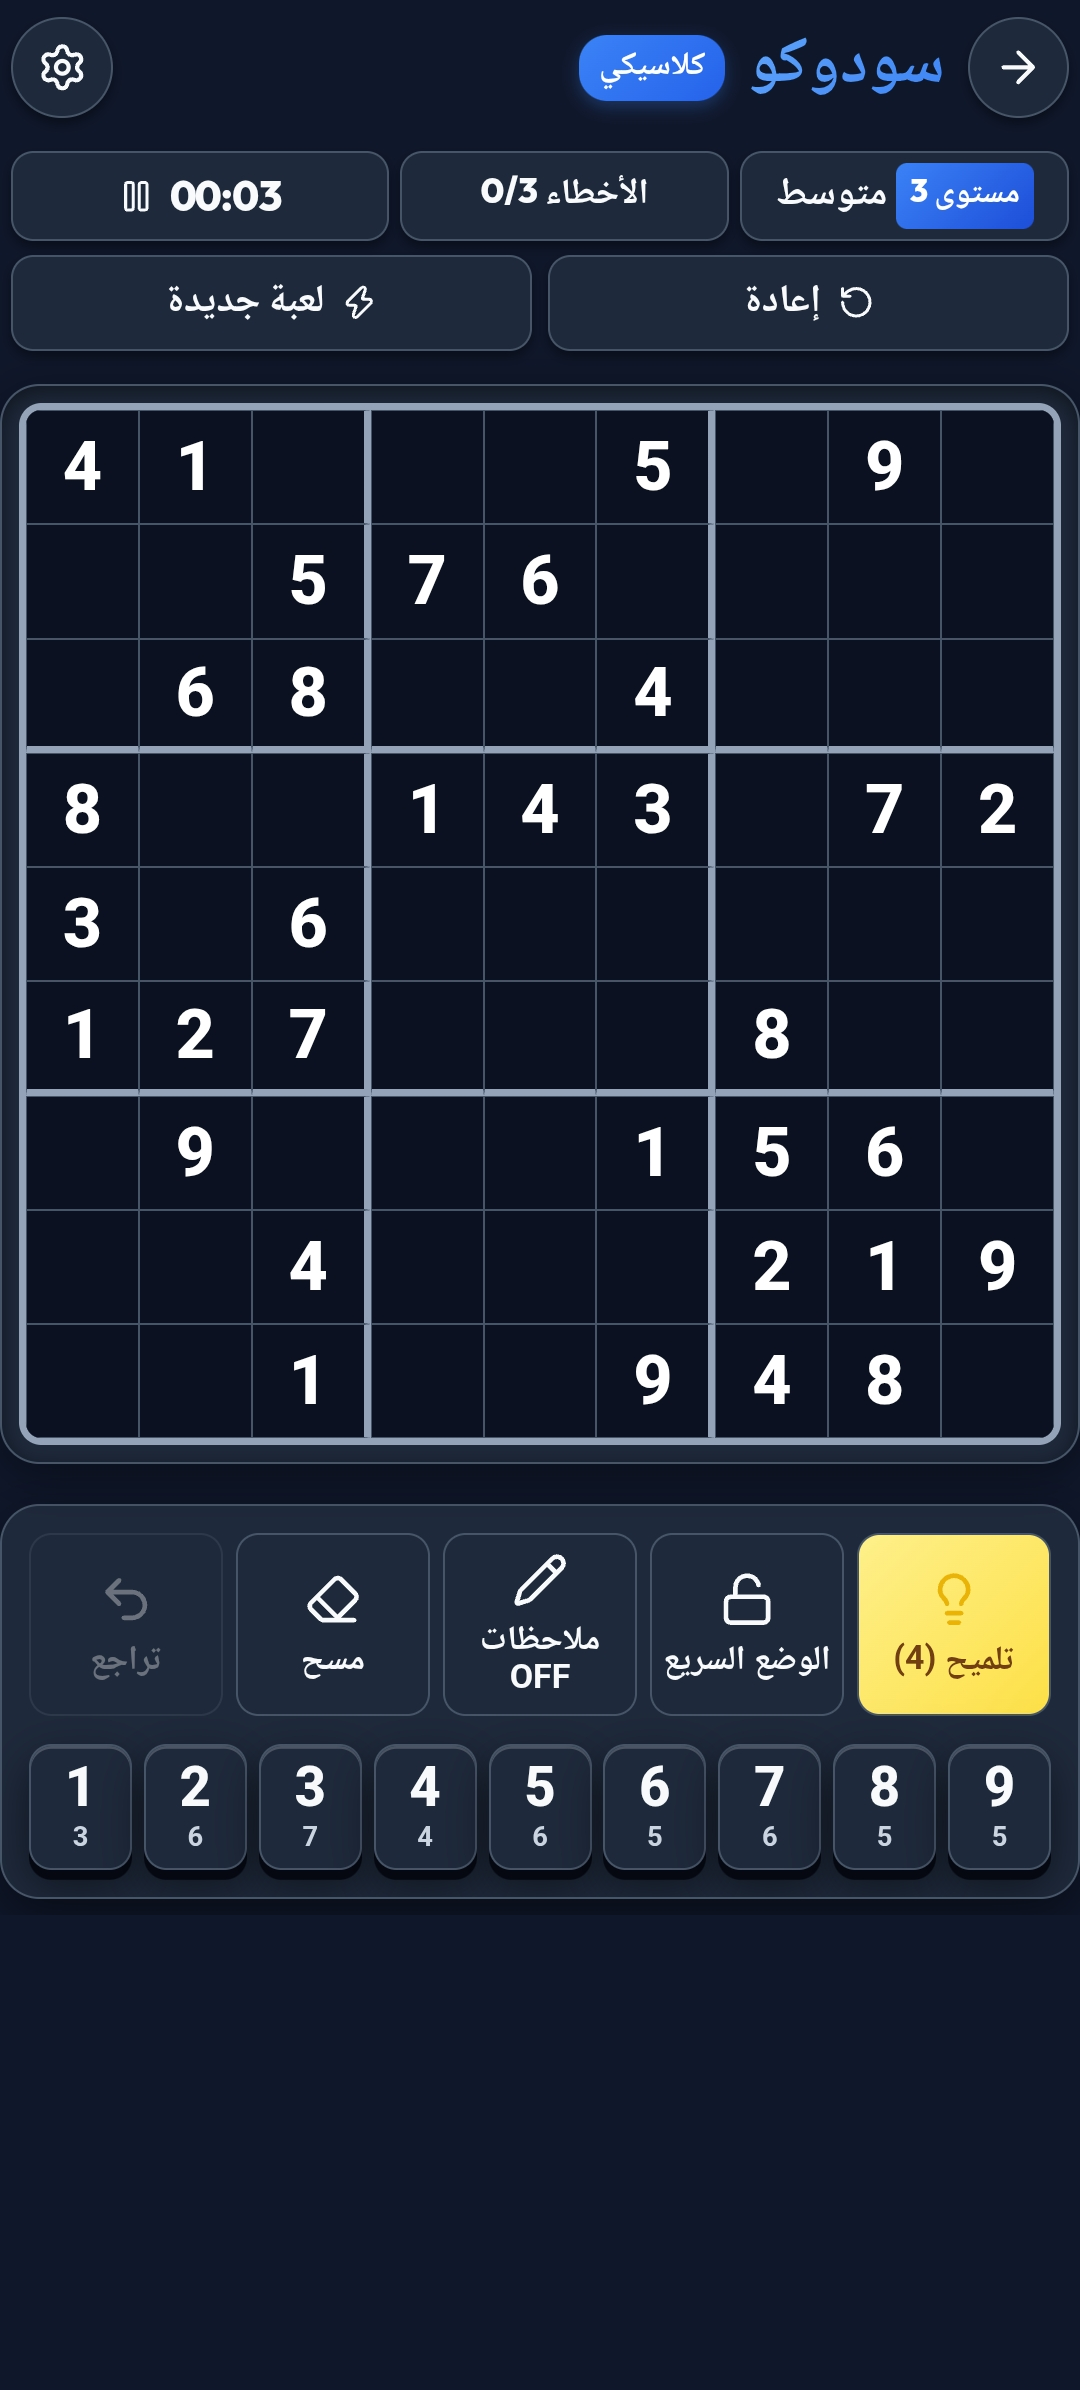 سودوكو كلاسيكي
مستوى 3 متوسط
الأخطاء 0/3
00:03
إعادة
لعبة جديدة
4 1 5 9
5 7 6
6 8 4
8 1 4 3 7 2
3 6
1 2 7 8
9 1 5 6
4 2 1 9
1 9 4 8
تلميح (4)
الوضع السريع
ملاحظات
OFF
مسح
تراجع
1 2 3 4 5 6 7 8 9
3 6 7 4 6 5 6 5 5